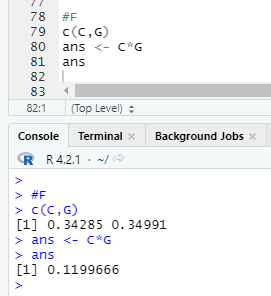 77
78 #F
79 c(C,G)
80 ans <- C*G
81 ans
82
83
82:1 (Top Level)
Console Terminal Background Jobs
R R 4.2.1 · ~/
>
> #F
> c(C,G)
[1] 0.34285 0.34991
> ans <- C*G
> ans
[1] 0.1199666
>